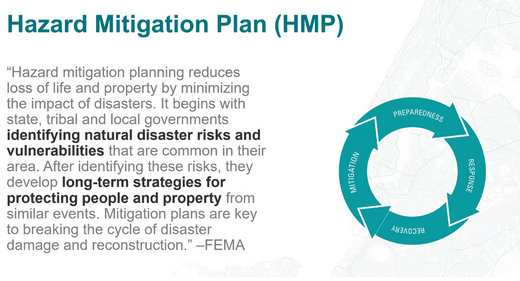 Hazard Mitigation Plan (HMP)
“Hazard mitigation planning reduces
loss of life and property by minimizing
the impact of disasters. It begins with
state, tribal and local governments
identifying natural disaster risks and
vulnerabilities that are common in their
area. After identifying these risks, they
develop long-term strategies for
protecting people and property from
similar events. Mitigation plans are key
to breaking the cycle of disaster
damage and reconstruction.” –FEMA
PREPAREDNESS
RESPONSE
RECOVERY
MITIGATION